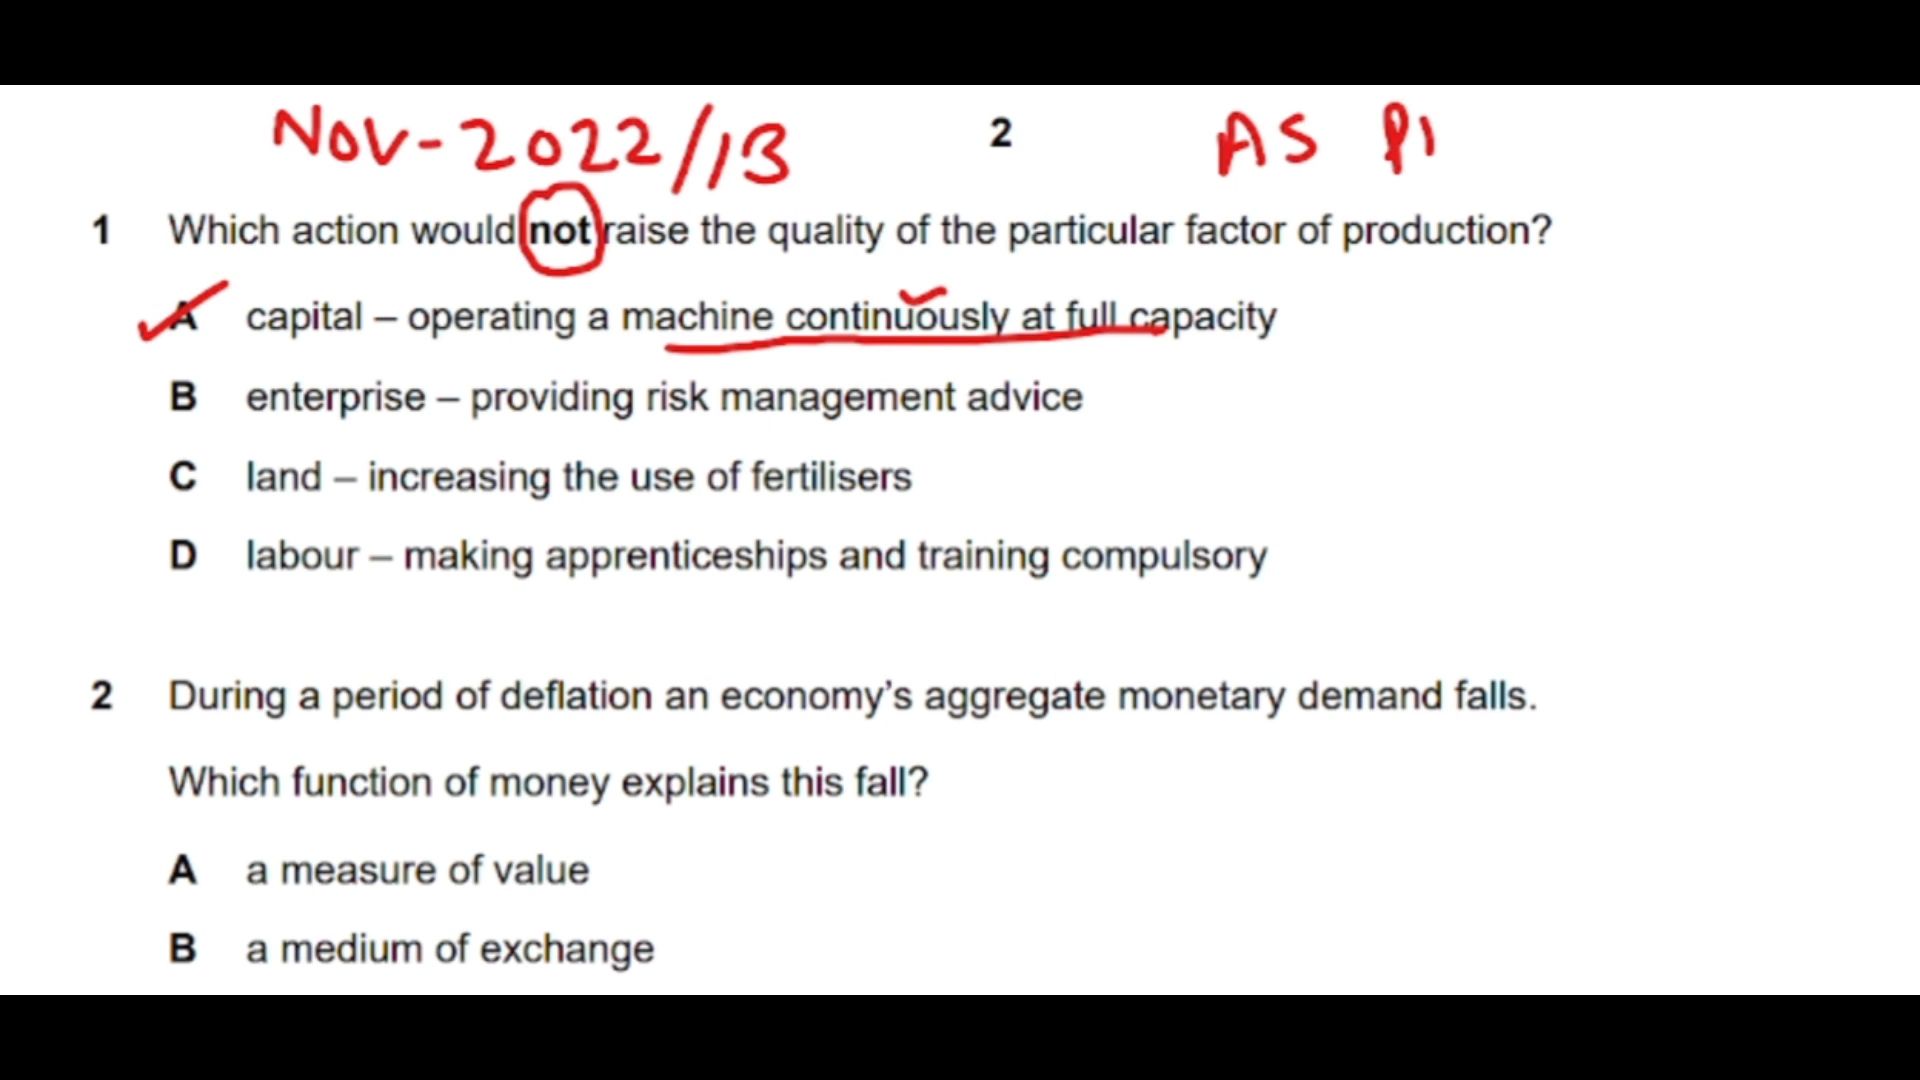 Nov-2022/13 2 AS P1
1 Which action would not raise the quality of the particular factor of production?
A capital – operating a machine continuously at full capacity
B enterprise – providing risk management advice
C land – increasing the use of fertilisers
D labour – making apprenticeships and training compulsory
2 During a period of deflation an economy’s aggregate monetary demand falls.
Which function of money explains this fall?
A a measure of value
B a medium of exchange